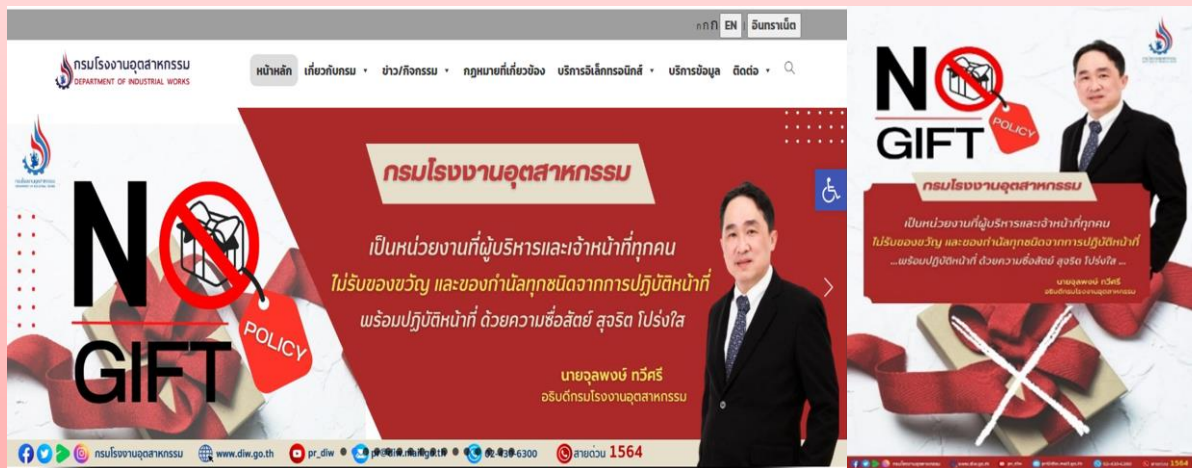 ก ก ก EN | อินทราเน็ต
กรมโรงงานอุตสาหกรรม
DEPARTMENT OF INDUSTRIAL WORKS
หน้าหลัก เกี่ยวกับกรม ข่าว/กิจกรรม กฎหมายที่เกี่ยวข้อง บริการอิเล็กทรอนิกส์ บริการข้อมูล ติดต่อ
NO
GIFT
POLICY
กรมโรงงานอุตสาหกรรม
เป็นหน่วยงานที่ผู้บริหารและเจ้าหน้าที่ทุกคน
ไม่รับของขวัญ และของกำนัลทุกชนิดจากการปฏิบัติหน้าที่
พร้อมปฏิบัติหน้าที่ ด้วยความซื่อสัตย์ สุจริต โปร่งใส
นายจุลพงษ์ ทวีศรี
อธิบดีกรมโรงงานอุตสาหกรรม
กรมโรงงานอุตสาหกรรม www.diw.go.th pr_diw สายด่วน 1564
NO
GIFT
POLICY
กรมโรงงานอุตสาหกรรม
เป็นหน่วยงานที่ผู้บริหารและเจ้าหน้าที่ทุกคน
ไม่รับของขวัญ และของกำนัลทุกชนิดจากการปฏิบัติหน้าที่
...พร้อมปฏิบัติหน้าที่ ด้วยความซื่อสัตย์ สุจริต โปร่งใส ...
นายจุลพงษ์ ทวีศรี
อธิบดีกรมโรงงานอุตสาหกรรม
1564